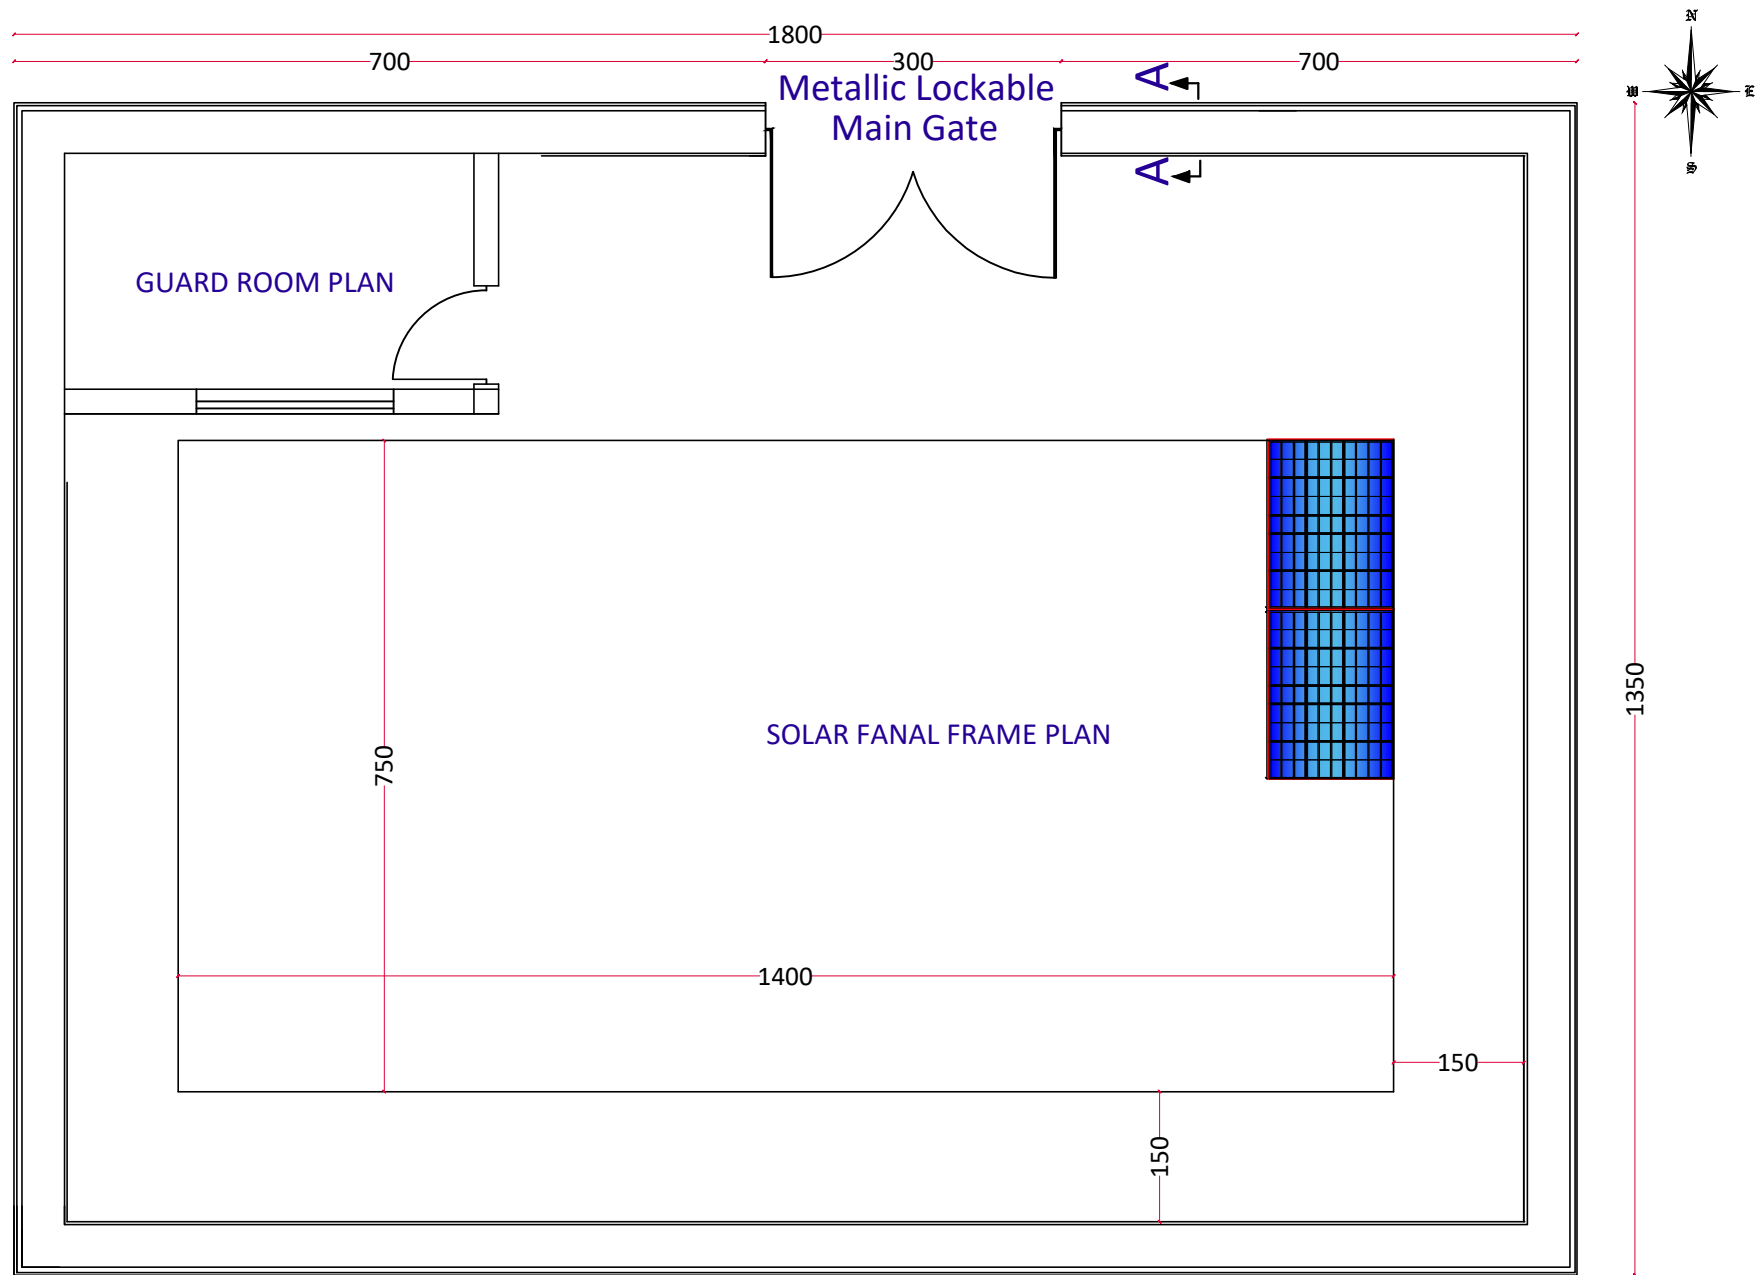 1800
700
300
700
Metallic Lockable
Main Gate
A
A
N
W
E
S
GUARD ROOM PLAN
SOLAR FANAL FRAME PLAN
750
1400
150
150
1350